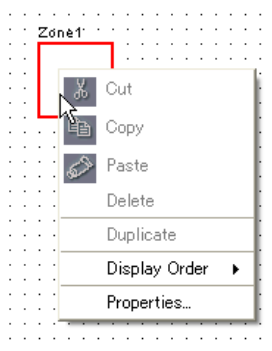 Zone1
Cut
Copy
Paste
Delete
Duplicate
Display Order
Properties...